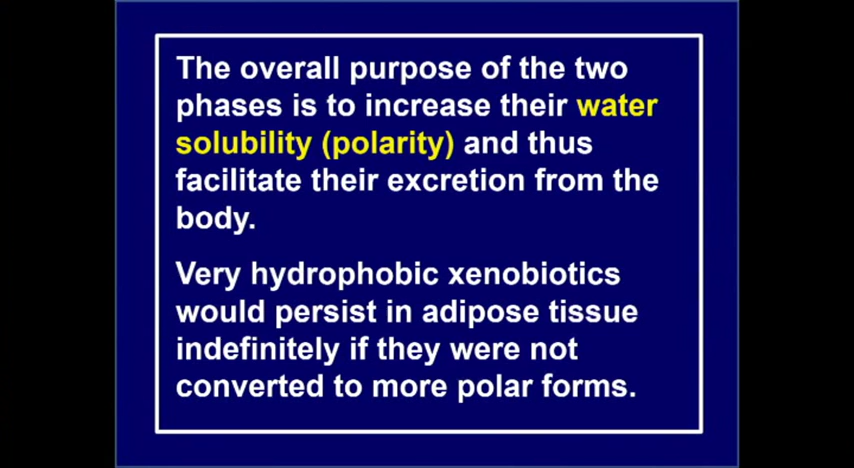 The overall purpose of the two
phases is to increase their water
solubility (polarity) and thus
facilitate their excretion from the
body.
Very hydrophobic xenobiotics
would persist in adipose tissue
indefinitely if they were not
converted to more polar forms.